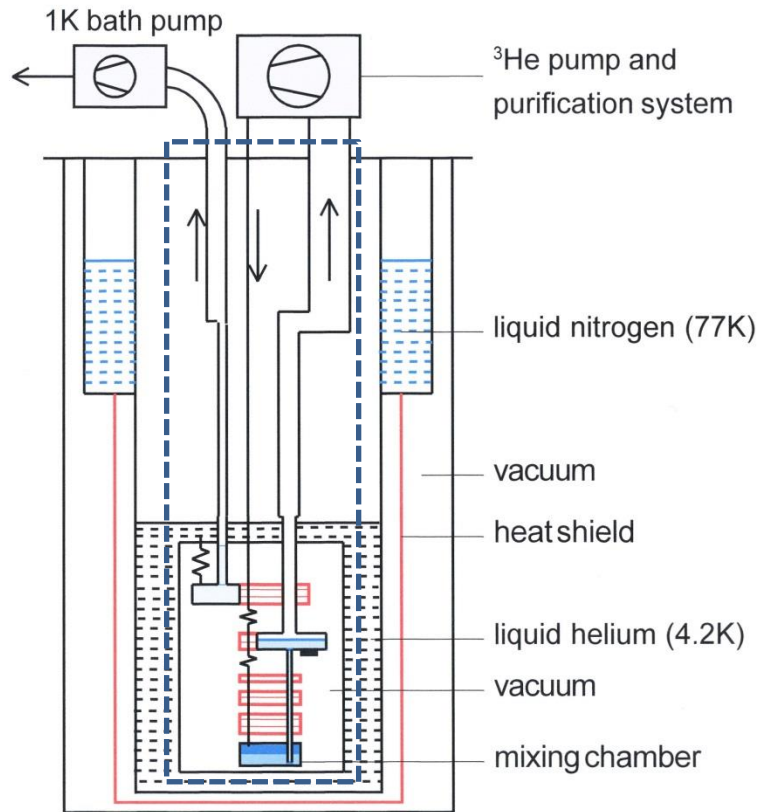 1K bath pump
³He pump and
purification system
liquid nitrogen (77K)
vacuum
heat shield
liquid helium (4.2K)
vacuum
mixing chamber